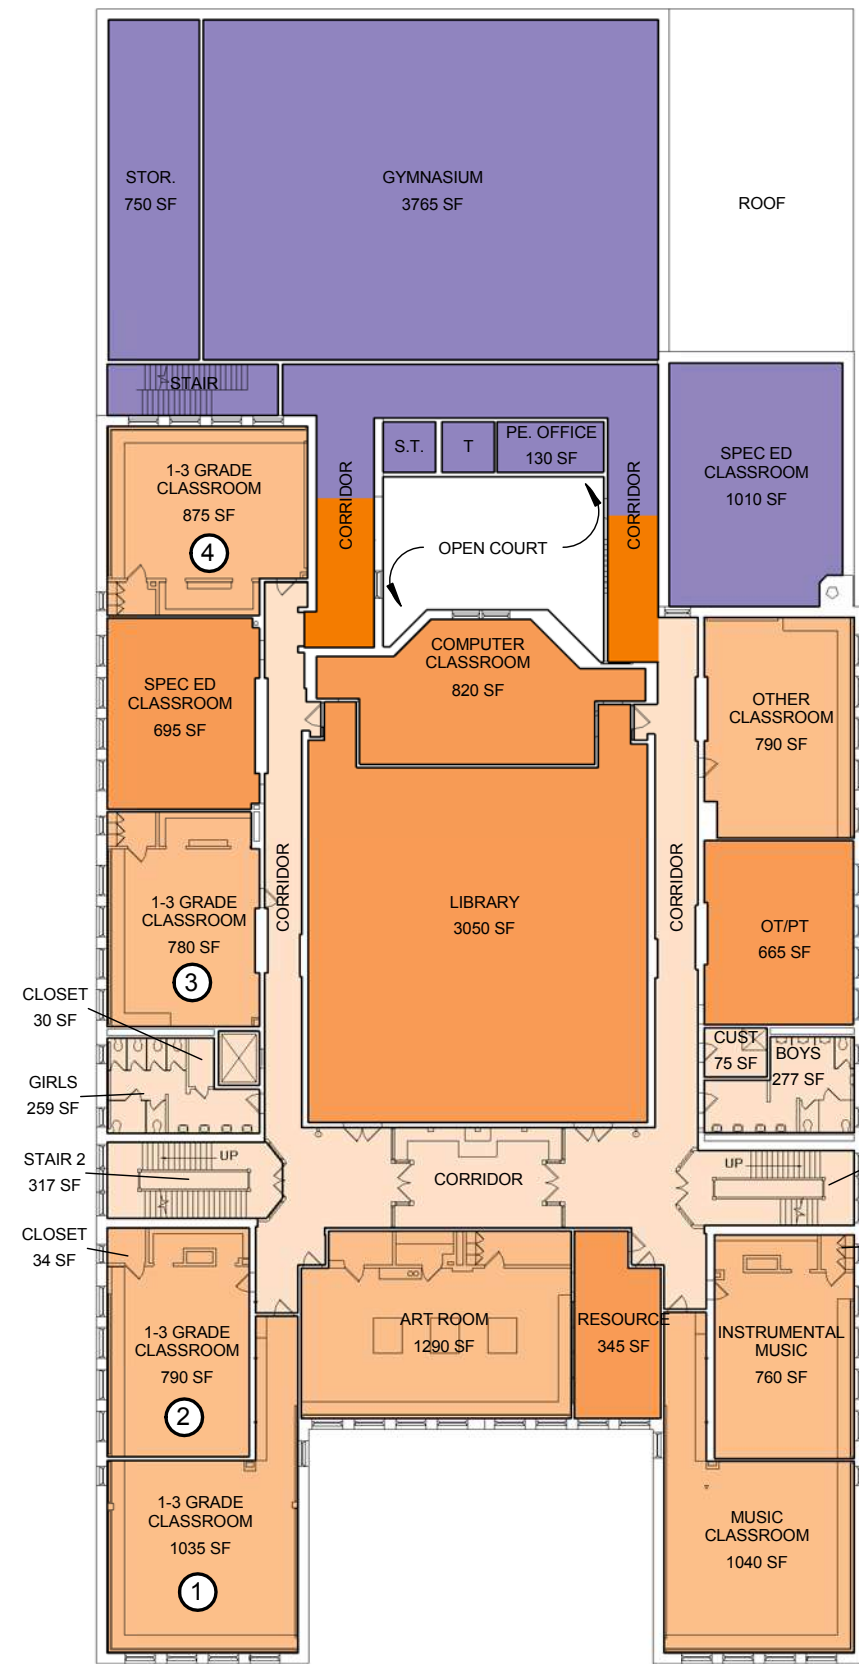 STOR.
750 SF
GYMNASIUM
3765 SF
ROOF
STAIR
CORRIDOR
S.T.
T
PE. OFFICE
130 SF
CORRIDOR
SPEC ED
CLASSROOM
1010 SF
1-3 GRADE
CLASSROOM
875 SF
4
OPEN COURT
COMPUTER
CLASSROOM
820 SF
SPEC ED
CLASSROOM
695 SF
OTHER
CLASSROOM
790 SF
CORRIDOR
LIBRARY
3050 SF
CORRIDOR
1-3 GRADE
CLASSROOM
780 SF
3
OT/PT
665 SF
CLOSET
30 SF
GIRLS
259 SF
CUST
75 SF
BOYS
277 SF
STAIR 2
317 SF
UP
CORRIDOR
UP
CLOSET
34 SF
1-3 GRADE
CLASSROOM
790 SF
2
ART ROOM
1290 SF
RESOURCE
345 SF
INSTRUMENTAL
MUSIC
760 SF
1-3 GRADE
CLASSROOM
1035 SF
1
MUSIC
CLASSROOM
1040 SF